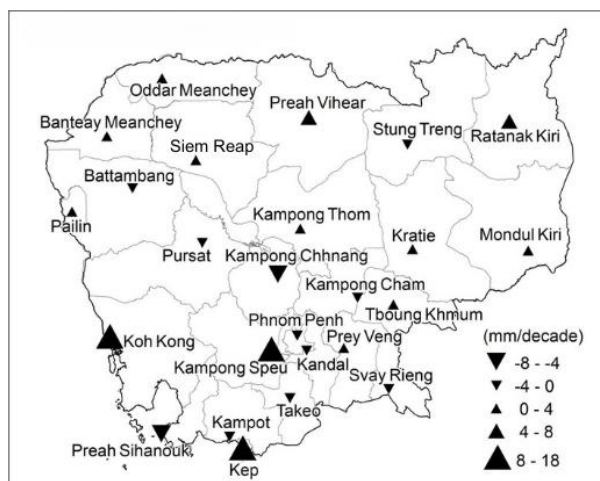 Oddar Meanchey
Preah Vihear
Banteay Meanchey
Stung Treng
Ratanak Kiri
Siem Reap
Battambang
Pailin
Kampong Thom
Pursat
Kratie
Mondul Kiri
Kampong Chhnang
Kampong Cham
Tboung Khmum
Phnom Penh
Koh Kong
Prey Veng
Kampong Speu
Kandal
Svay Rieng
Takeo
Kampot
Preah Sihanouk
Kep
(mm/decade)
-8 - -4
-4 - 0
0 - 4
4 - 8
8 - 18